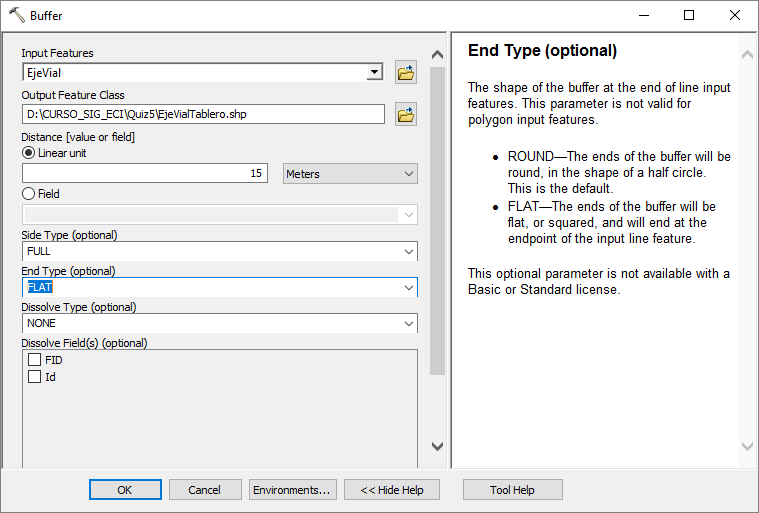 Buffer
Input Features
EjeVial
Output Feature Class
D:\CURSO_SIG_ECI\Quiz5\EjeVialTablero.shp
Distance [value or field]
Linear unit
15 Meters
Field
Side Type (optional)
FULL
End Type (optional)
FLAT
Dissolve Type (optional)
NONE
Dissolve Field(s) (optional)
FID
Id
OK Cancel Environments... << Hide Help Tool Help
End Type (optional)
The shape of the buffer at the end of line input
features. This parameter is not valid for
polygon input features.
• ROUND—The ends of the buffer will be
round, in the shape of a half circle.
This is the default.
• FLAT—The ends of the buffer will be
flat, or squared, and will end at the
endpoint of the input line feature.
This optional parameter is not available with a
Basic or Standard license.